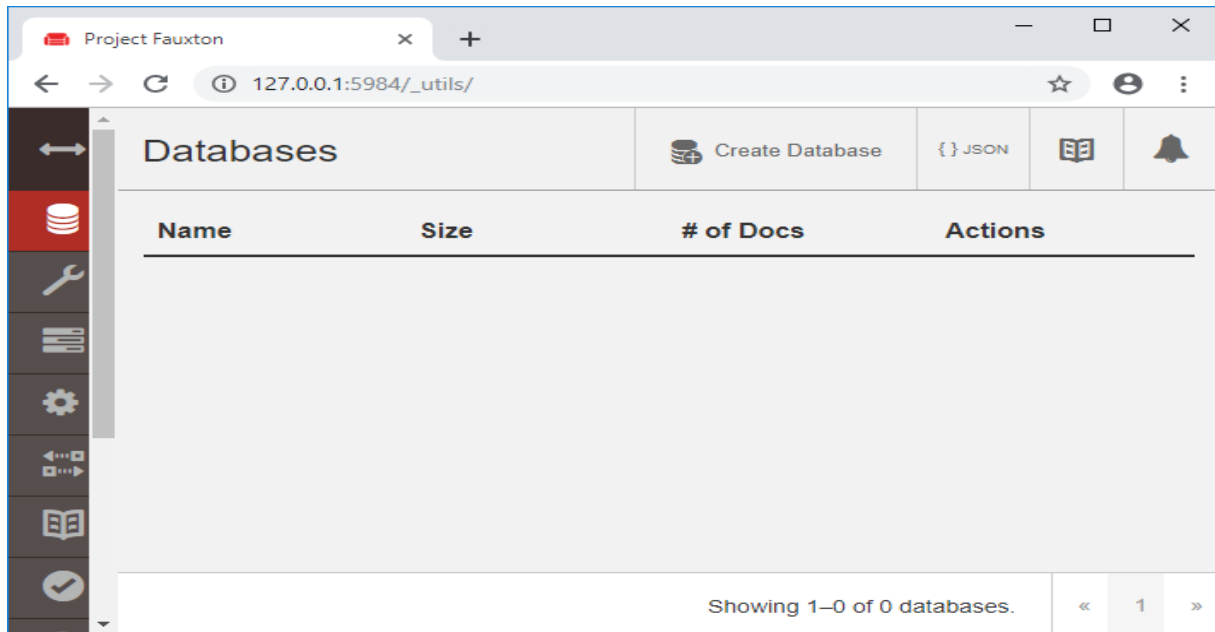 Project Fauxton
127.0.0.1:5984/_utils/
Databases
Create Database
{ } JSON
Name Size # of Docs Actions
Showing 1–0 of 0 databases.
« 1 »